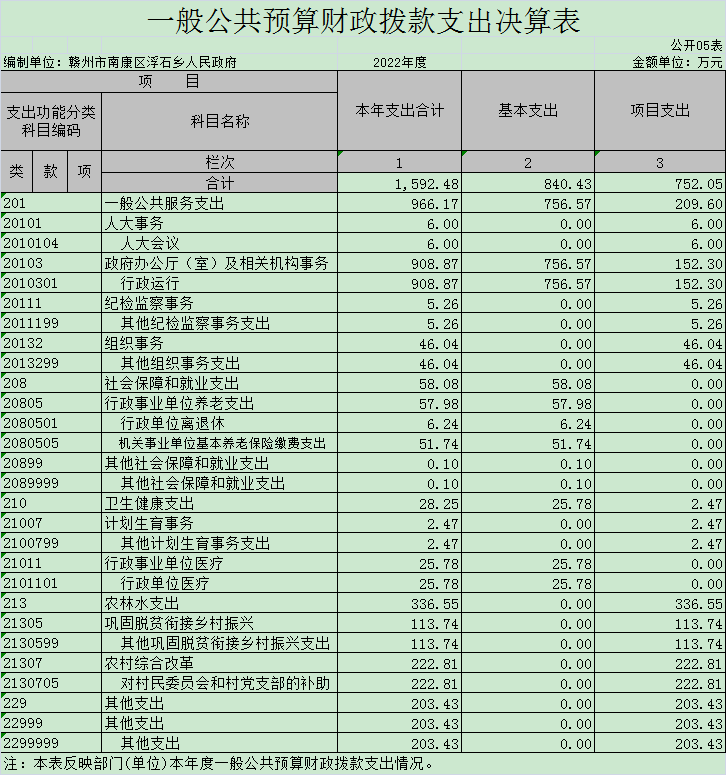 一般公共预算财政拨款支出决算表
公开05表
编制单位：赣州市南康区浮石乡人民政府 2022年度 金额单位：万元
项 目 本年支出合计 基本支出 项目支出
支出功能分类科目编码 科目名称
类 款 项 栏次 1 2 3
合计 1,592.48 840.43 752.05
201 一般公共服务支出 966.17 756.57 209.60
20101 人大事务 6.00 0.00 6.00
2010104 人大会议 6.00 0.00 6.00
20103 政府办公厅（室）及相关机构事务 908.87 756.57 152.30
2010301 行政运行 908.87 756.57 152.30
20111 纪检监察事务 5.26 0.00 5.26
2011199 其他纪检监察事务支出 5.26 0.00 5.26
20132 组织事务 46.04 0.00 46.04
2013299 其他组织事务支出 46.04 0.00 46.04
208 社会保障和就业支出 58.08 58.08 0.00
20805 行政事业单位养老支出 57.98 57.98 0.00
2080501 行政单位离退休 6.24 6.24 0.00
2080505 机关事业单位基本养老保险缴费支出 51.74 51.74 0.00
20899 其他社会保障和就业支出 0.10 0.10 0.00
2089999 其他社会保障和就业支出 0.10 0.10 0.00
210 卫生健康支出 28.25 25.78 2.47
21007 计划生育事务 2.47 0.00 2.47
2100799 其他计划生育事务支出 2.47 0.00 2.47
21011 行政事业单位医疗 25.78 25.78 0.00
2101101 行政单位医疗 25.78 25.78 0.00
213 农林水支出 336.55 0.00 336.55
21305 巩固脱贫衔接乡村振兴 113.74 0.00 113.74
2130599 其他巩固脱贫衔接乡村振兴支出 113.74 0.00 113.74
21307 农村综合改革 222.81 0.00 222.81
2130705 对村民委员会和村党支部的补助 222.81 0.00 222.81
229 其他支出 203.43 0.00 203.43
22999 其他支出 203.43 0.00 203.43
2299999 其他支出 203.43 0.00 203.43
注：本表反映部门(单位)本年度一般公共预算财政拨款支出情况。